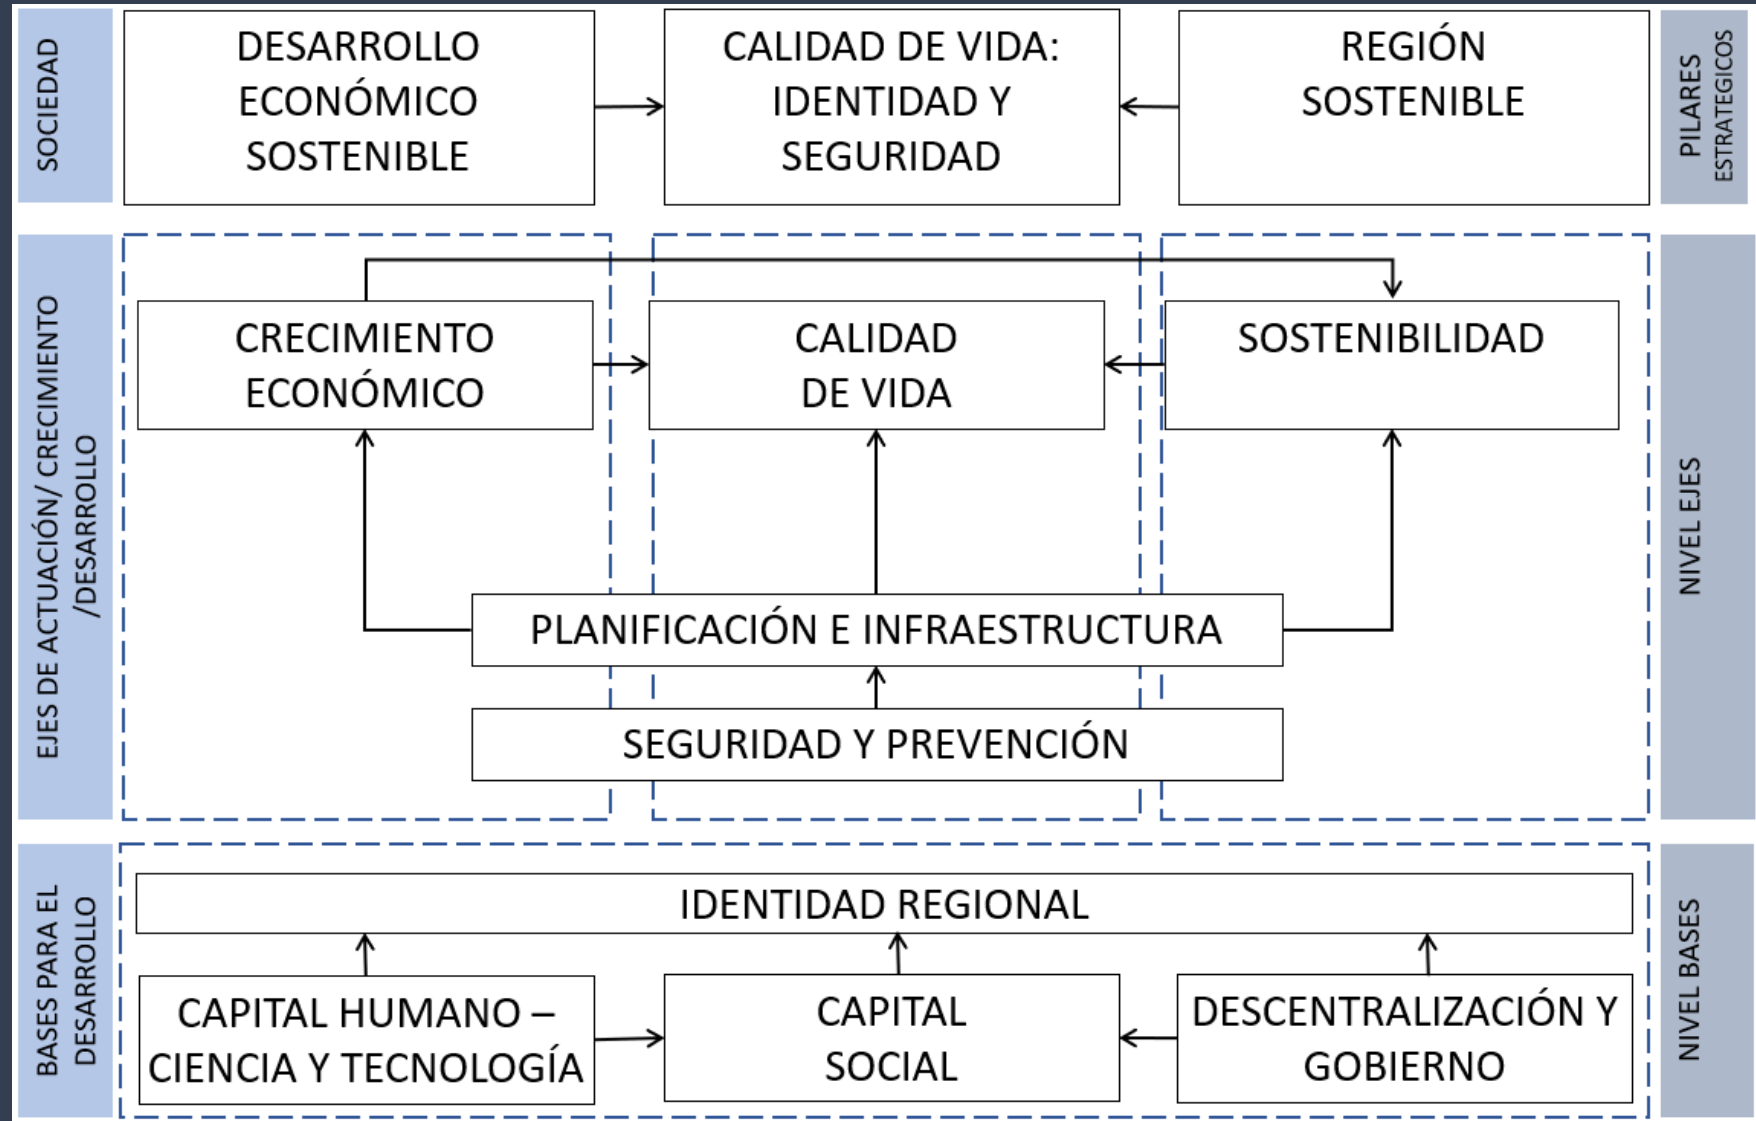 SOCIEDAD
DESARROLLO
ECONÓMICO
SOSTENIBLE
CALIDAD DE VIDA:
IDENTIDAD Y
SEGURIDAD
REGIÓN
SOSTENIBLE
PILARES
ESTRATEGICOS
EJES DE ACTUACIÓN/ CRECIMIENTO
/DESARROLLO
CRECIMIENTO
ECONÓMICO
CALIDAD
DE VIDA
SOSTENIBILIDAD
PLANIFICACIÓN E INFRAESTRUCTURA
SEGURIDAD Y PREVENCIÓN
NIVEL EJES
BASES PARA EL
DESARROLLO
IDENTIDAD REGIONAL
CAPITAL HUMANO –
CIENCIA Y TECNOLOGÍA
CAPITAL
SOCIAL
DESCENTRALIZACIÓN Y
GOBIERNO
NIVEL BASES